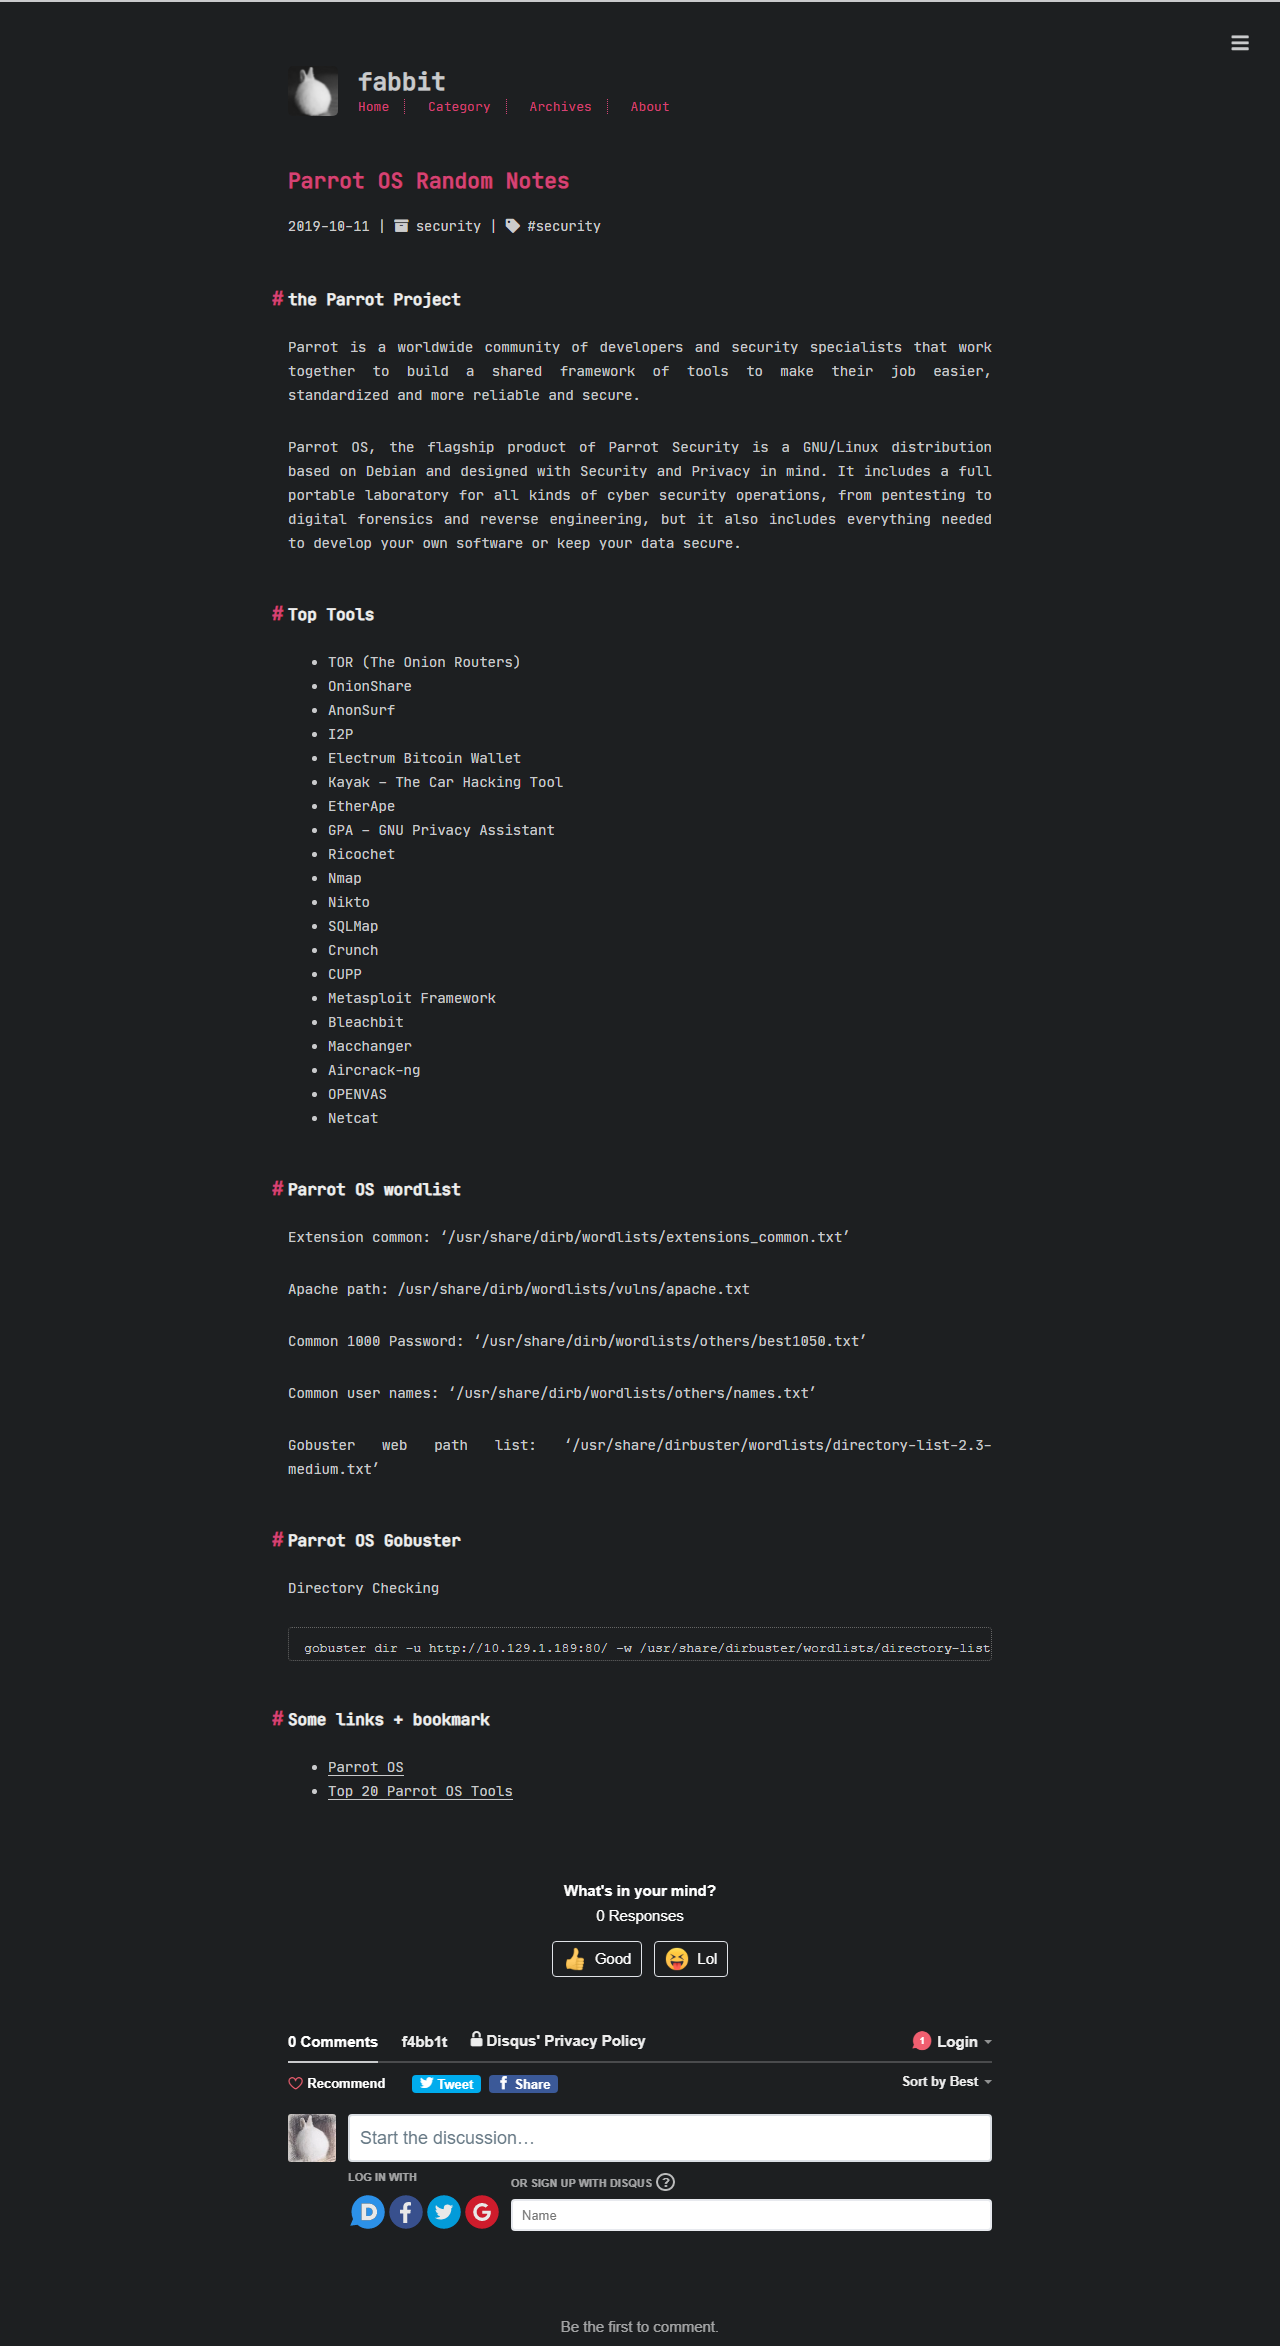 fabbit
Home
Category
Archives
About
Parrot OS Random Notes
2019-10-11 | security | #security
# the Parrot Project
Parrot is a worldwide community of developers and security specialists that work
together to build a shared framework of tools to make their job easier,
standardized and more reliable and secure.
Parrot OS, the flagship product of Parrot Security is a GNU/Linux distribution
based on Debian and designed with Security and Privacy in mind. It includes a full
portable laboratory for all kinds of cyber security operations, from pentesting to
digital forensics and reverse engineering, but it also includes everything needed
to develop your own software or keep your data secure.
# Top Tools
• TOR (The Onion Routers)
• OnionShare
• AnonSurf
• I2P
• Electrum Bitcoin Wallet
• Kayak – The Car Hacking Tool
• EtherApe
• GPA – GNU Privacy Assistant
• Ricochet
• Nmap
• Nikto
• SQLMap
• Crunch
• CUPP
• Metasploit Framework
• Bleachbit
• Macchanger
• Aircrack-ng
• OPENVAS
• Netcat
# Parrot OS wordlist
Extension common: ‘/usr/share/dirb/wordlists/extensions_common.txt’
Apache path: /usr/share/dirb/wordlists/vulns/apache.txt
Common 1000 Password: ‘/usr/share/dirb/wordlists/others/best1050.txt’
Common user names: ‘/usr/share/dirb/wordlists/others/names.txt’
Gobuster web path list: ‘/usr/share/dirbuster/wordlists/directory-list-2.3-
medium.txt’
# Parrot OS Gobuster
Directory Checking
gobuster dir -u http://10.129.1.189:80/ -w /usr/share/dirbuster/wordlists/directory-list
# Some links + bookmark
• Parrot OS
• Top 20 Parrot OS Tools
What's in your mind?
0 Responses
Good
Lol
0 Comments
f4bb1t
Disqus' Privacy Policy
1
Login
Recommend
Tweet
Share
Sort by Best
Start the discussion…
LOG IN WITH
OR SIGN UP WITH DISQUS ?
D f G
Name
Be the first to comment.